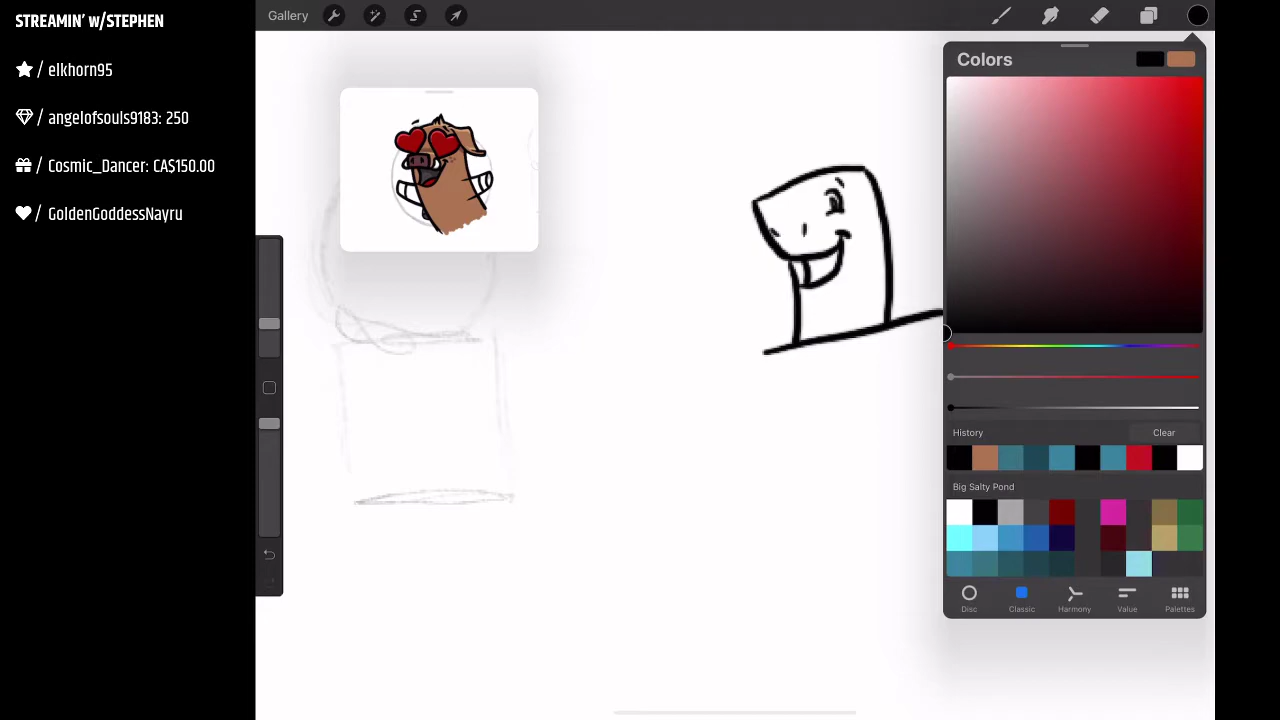 STREAMIN' w/STEPHEN
/ elkhorn95
/ angelofsouls9183: 250
/ Cosmic_Dancer: CA$150.00
/ GoldenGoddessNayru
Gallery
Colors
History
Clear
Big Salty Pond
Disc
Classic
Harmony
Value
Palettes